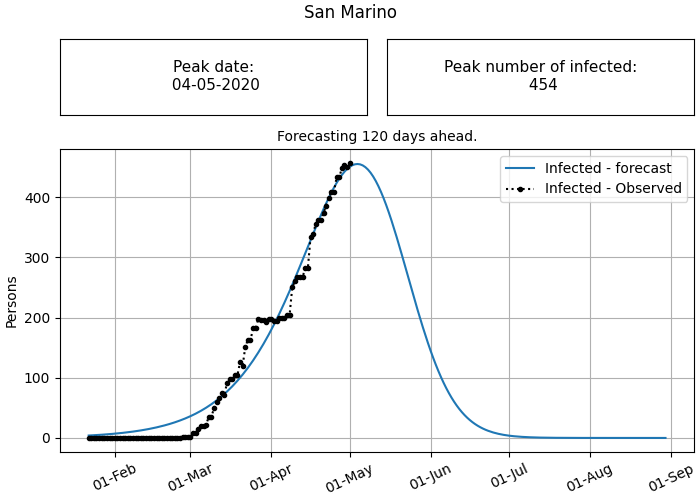 San Marino
Peak date:
04-05-2020
Peak number of infected:
454
Forecasting 120 days ahead.
Infected - forecast
Infected - Observed
Persons
400
300
200
100
0
01-Feb
01-Mar
01-Apr
01-May
01-Jun
01-Jul
01-Aug
01-Sep